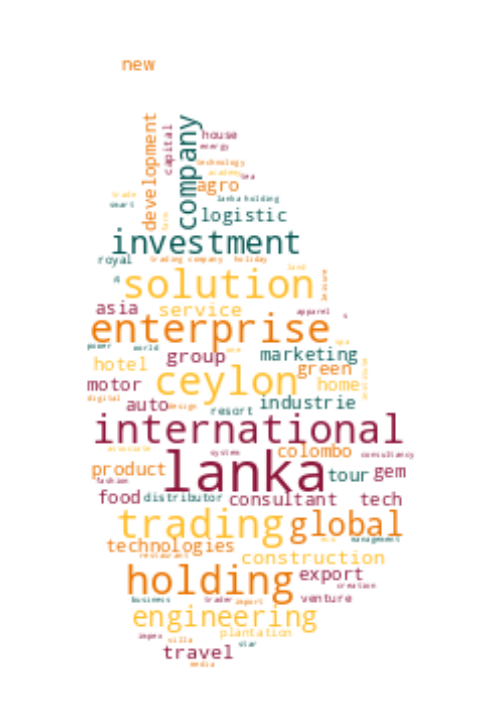 new
development
capital
company
house
energy
technology
academy
tea
agro
trade
smart
farm
lanka holding
logistic
investment
royal
trading company
holiday
land
solution
asia
service
apparel
enterprise
power
world
group
marketing
hotel
green
motor
ceylon
home
digital
auto
design
resort
industrie
international
associate
system
colombo
consultancy
product
lanka
tour
gem
fashion
food
distributor
consultant
tech
trading
global
technologies
management
restaurant
construction
holding
export
creation
business
trader
import
venture
engineering
plantation
impex
villa
star
travel
media